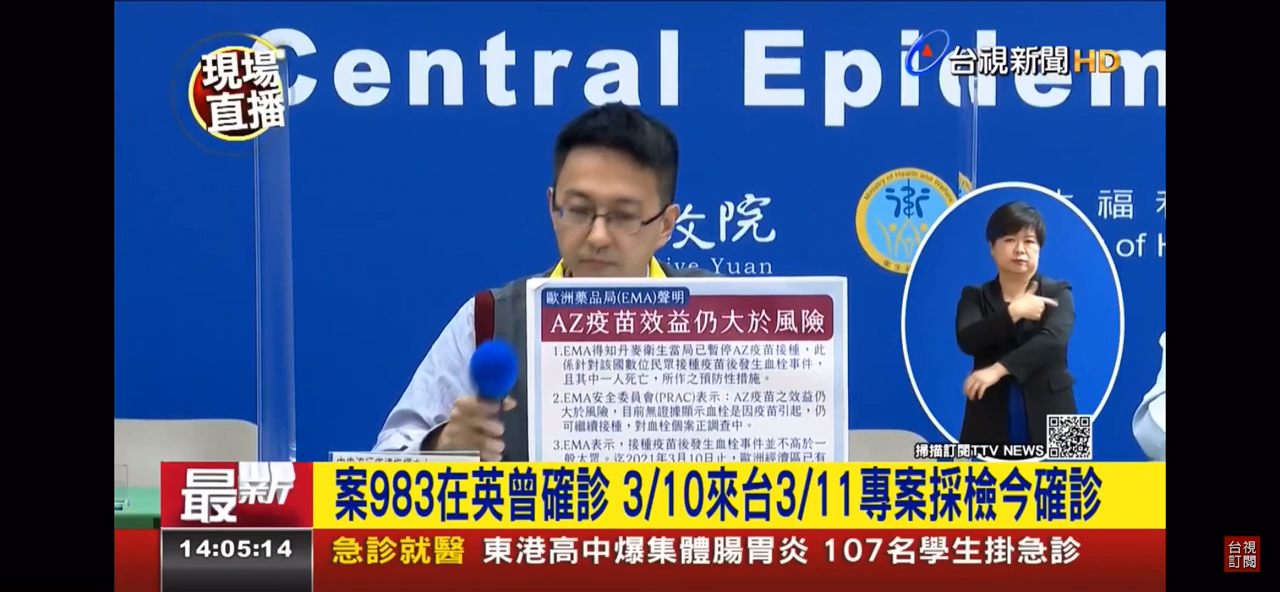 Central Epidem
現場
直播
台視新聞HD
Ministry of Health and Welfare
文院
福
of H
ive Yuan
歐洲藥品局(EMA)聲明
AZ疫苗效益仍大於風險
1.EMA得知丹麥衛生當局已暫停AZ疫苗接種，此
係針對該國數位民眾接種疫苗後發生血栓事件，
且其中一人死亡，所作之預防性措施。
2.EMA安全委員會(PRAC)表示：AZ疫苗之效益仍
大於風險，目前無證據顯示血栓是因疫苗引起，仍
可繼續接種，對血栓個案正調查中。
3.EMA表示，接種疫苗後發生血栓事件並不高於一
般大眾。迄2021年3月10日止，歐洲經濟區已有
掃描訂閱TTV NEWS
最新
案983在英曾確診 3/10來台3/11專案採檢今確診
14:05:14
急診就醫 東港高中爆集體腸胃炎 107名學生掛急診
台視
訂閱